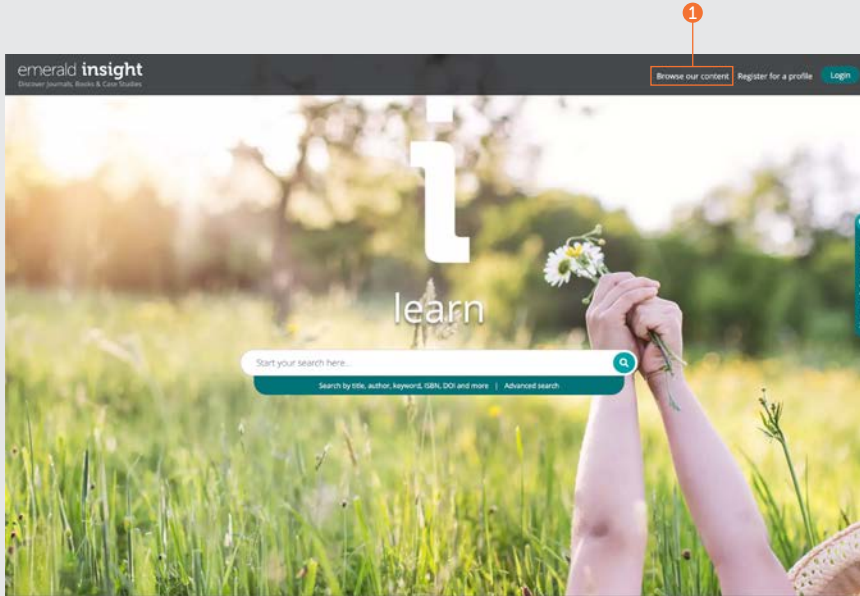 1
emerald insight
Discover Journals, Books & Case Studies
Browse our content Register for a profile Login
i
learn
Start your search here...
Search by title, author, keyword, ISBN, DOI and more | Advanced search